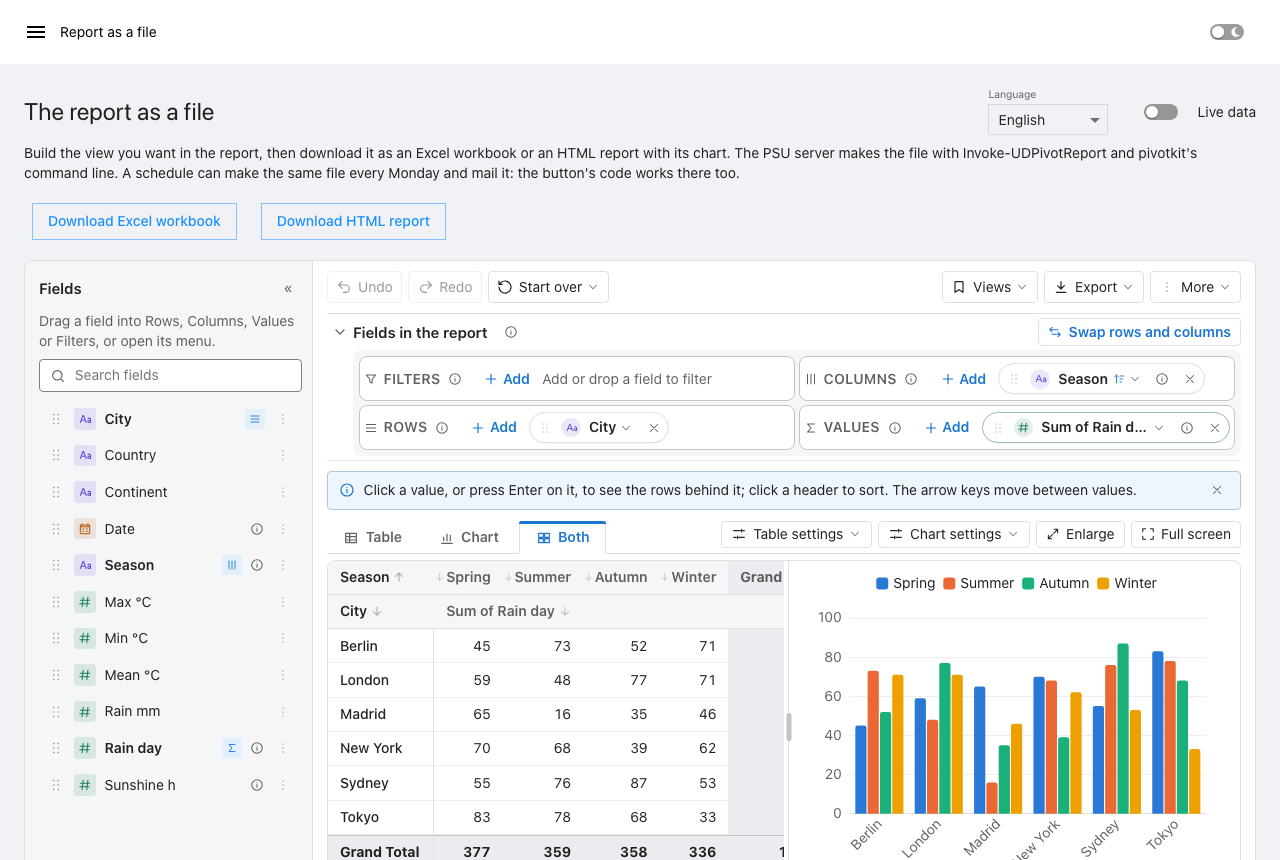 Report as a file
The report as a file
Language
English
Live data
Build the view you want in the report, then download it as an Excel workbook or an HTML report with its chart. The PSU server makes the file with Invoke-UDPivotReport and pivotkit's
command line. A schedule can make the same file every Monday and mail it: the button's code works there too.
Download Excel workbook
Download HTML report
Fields
«
Drag a field into Rows, Columns, Values
or Filters, or open its menu.
Search fields
Aa City
Aa Country
Aa Continent
Date
Aa Season
# Max °C
# Min °C
# Mean °C
# Rain mm
# Rain day Σ
# Sunshine h
Undo
Redo
Start over
Views
Export
More
Fields in the report
Swap rows and columns
FILTERS
Add
Add or drop a field to filter
COLUMNS
Add
Aa Season
ROWS
Add
Aa City
Σ VALUES
Add
# Sum of Rain d...
Click a value, or press Enter on it, to see the rows behind it; click a header to sort. The arrow keys move between values.
Table
Chart
Both
Table settings
Chart settings
Enlarge
Full screen
Season ↑ ↓ Spring ↓ Summer ↓ Autumn ↓ Winter Grand
City ↓ Sum of Rain day ↓
Berlin 45 73 52 71
London 59 48 77 71
Madrid 65 16 35 46
New York 70 68 39 62
Sydney 55 76 87 53
Tokyo 83 78 68 33
Grand Total 377 359 358 336 1
Spring Summer Autumn Winter
100
80
60
40
20
0
Berlin
London
Madrid
New York
Sydney
Tokyo